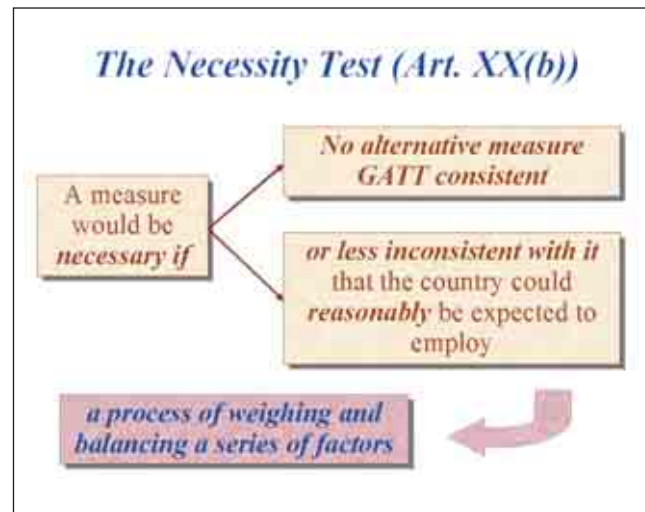 The Necessity Test (Art. XX(b))
A measure
would be
necessary if
No alternative measure
GATT consistent
or less inconsistent with it
that the country could
reasonably be expected to
employ
a process of weighing and
balancing a series of factors